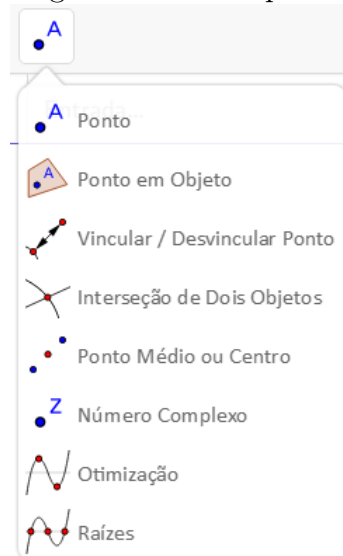 A
A Ponto
A Ponto em Objeto
Vincular / Desvincular Ponto
Interseção de Dois Objetos
Ponto Médio ou Centro
Z Número Complexo
Otimização
Raízes